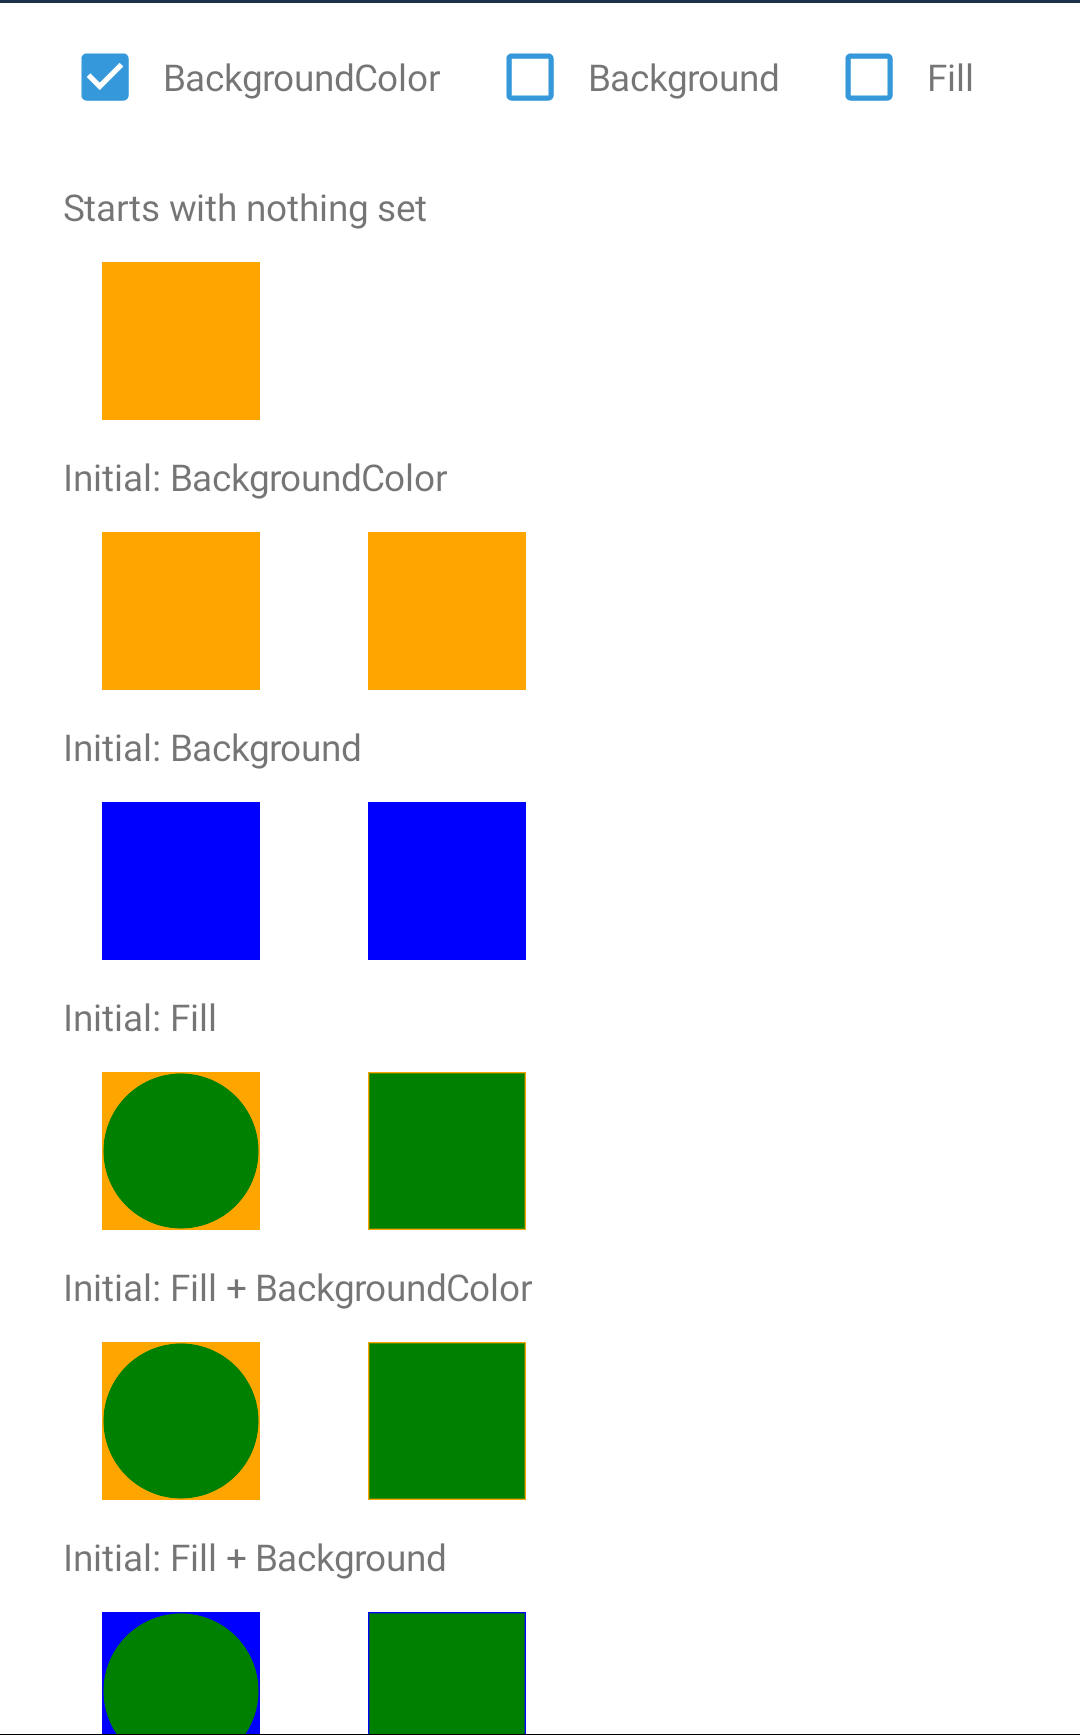 BackgroundColor Background Fill
Starts with nothing set
Initial: BackgroundColor
Initial: Background
Initial: Fill
Initial: Fill + BackgroundColor
Initial: Fill + Background